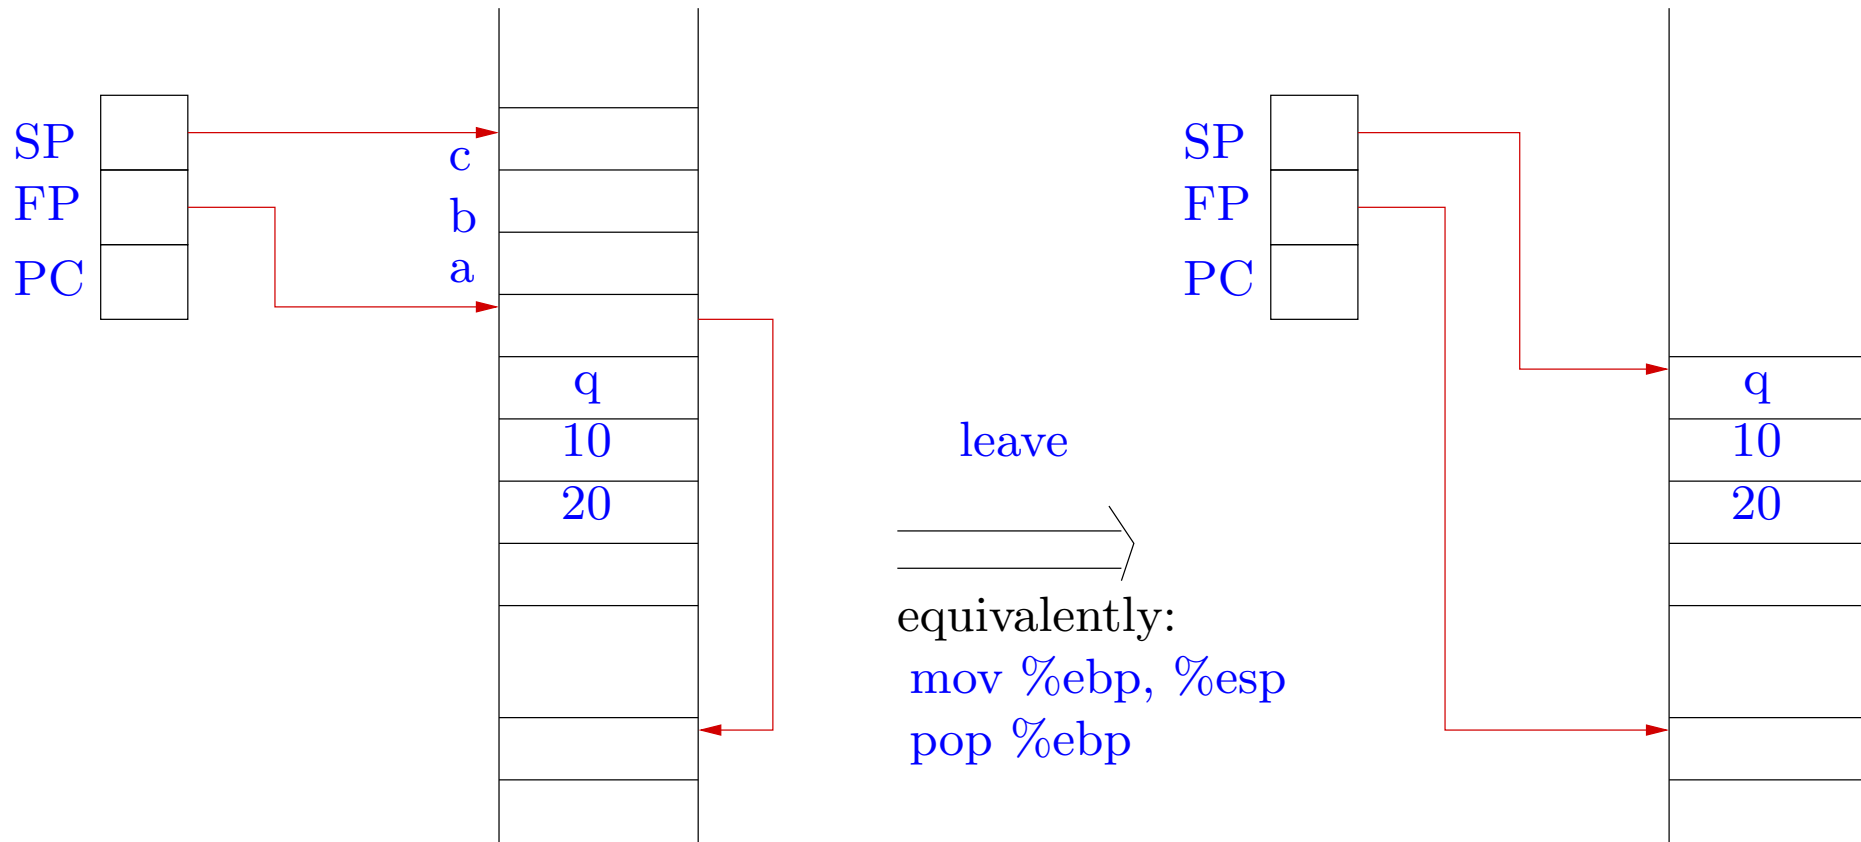 SP
FP
PC
c
b
a
q
10
20
leave
equivalently:
mov %ebp, %esp
pop %ebp
SP
FP
PC
q
10
20